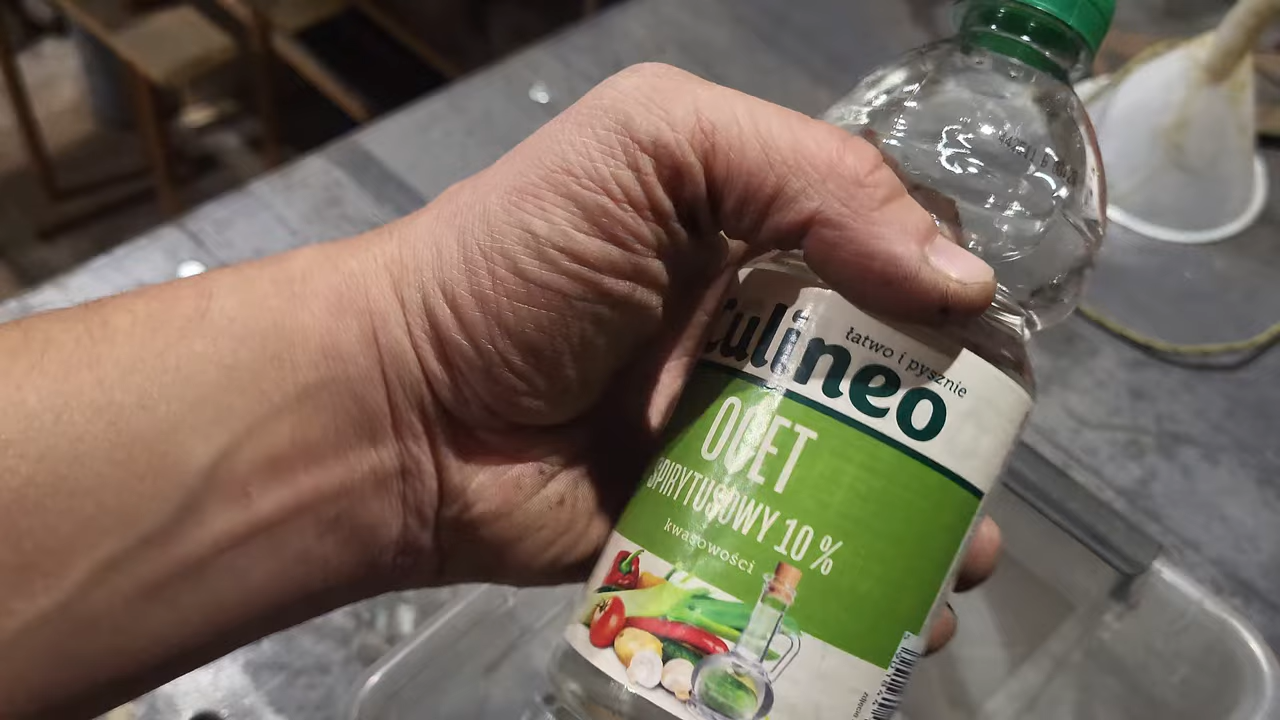 łatwo i pysznie
culineo
OCET
SPIRYTUSOWY 10 %
kwasowości